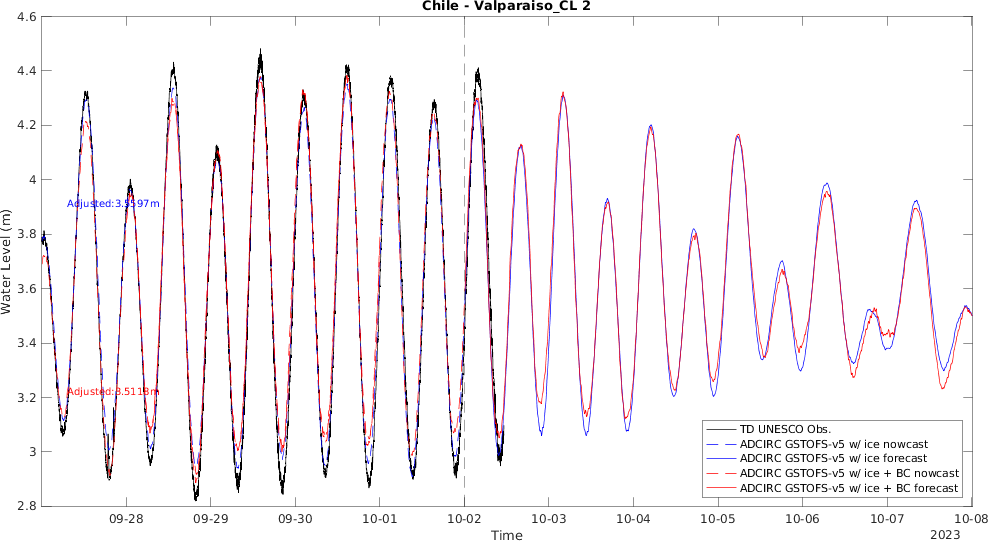 Chile - Valparaiso_CL 2
4.6
4.4
4.2
4
3.8
3.6
3.4
3.2
3
2.8
Water Level (m)
Adjusted:3.5597m
Adjusted:3.5113m
TD UNESCO Obs.
ADCIRC GSTOFS-v5 w/ ice nowcast
ADCIRC GSTOFS-v5 w/ ice forecast
ADCIRC GSTOFS-v5 w/ ice + BC nowcast
ADCIRC GSTOFS-v5 w/ ice + BC forecast
09-28 09-29 09-30 10-01 10-02 10-03 10-04 10-05 10-06 10-07 10-08
Time
2023